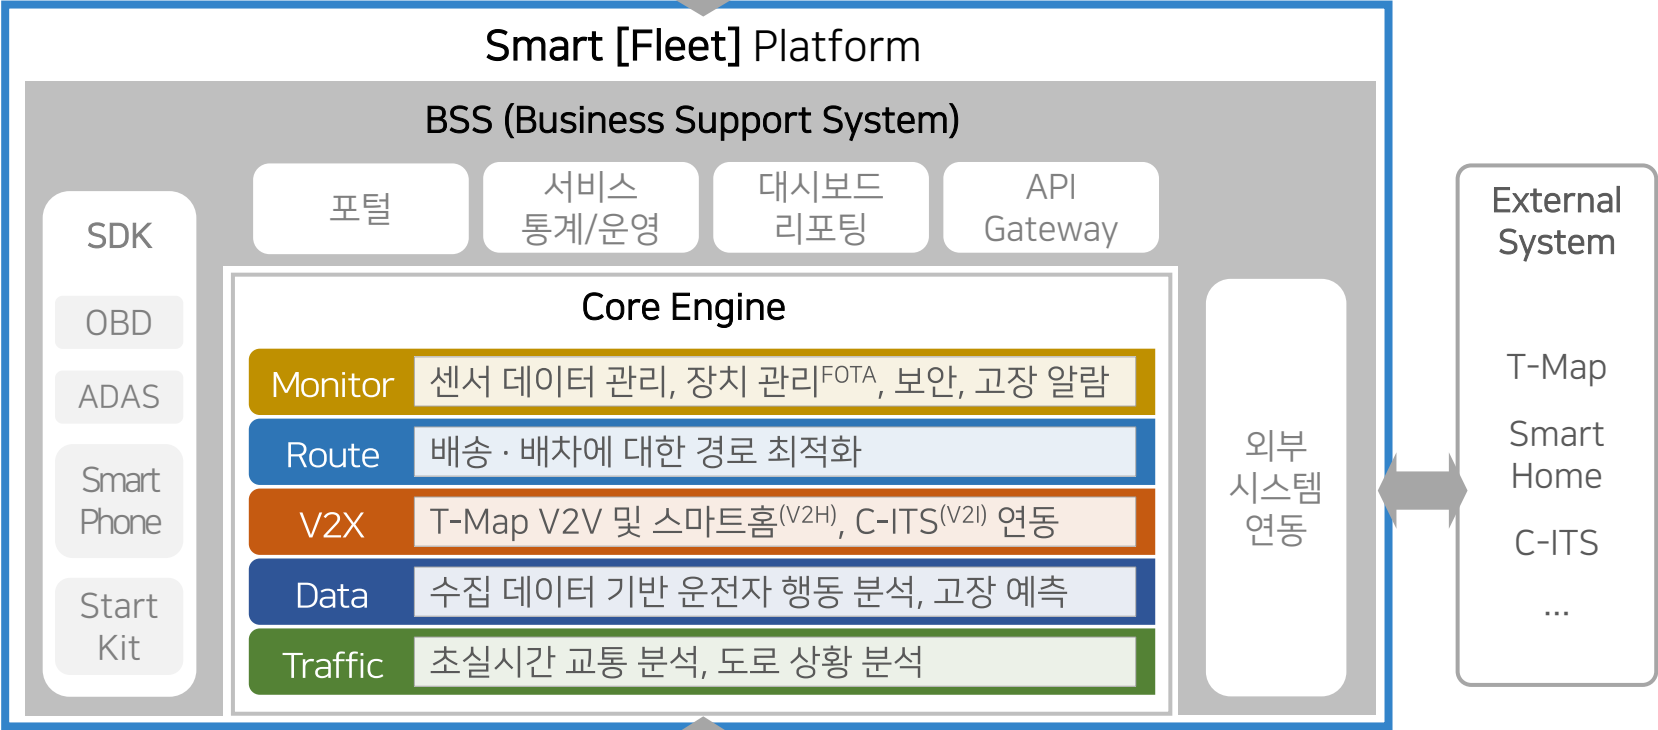 Smart [Fleet] Platform
BSS (Business Support System)
SDK
OBD
ADAS
Smart
Phone
Start
Kit
포털
서비스
통계/운영
대시보드
리포팅
API
Gateway
Core Engine
Monitor 센서 데이터 관리, 장치 관리FOTA, 보안, 고장 알람
Route 배송 · 배차에 대한 경로 최적화
V2X T-Map V2V 및 스마트홈(V2H), C-ITS(V2I) 연동
Data 수집 데이터 기반 운전자 행동 분석, 고장 예측
Traffic 초실시간 교통 분석, 도로 상황 분석
외부
시스템
연동
External
System
T-Map
Smart
Home
C-ITS
...